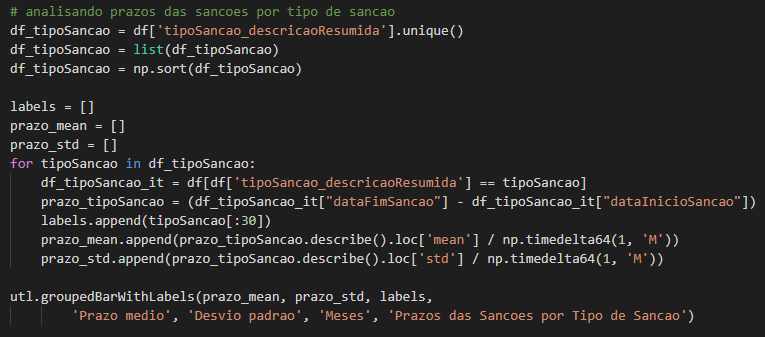 # analisando prazos das sancoes por tipo de sancao
df_tipoSancao = df['tipoSancao_descricaoResumida'].unique()
df_tipoSancao = list(df_tipoSancao)
df_tipoSancao = np.sort(df_tipoSancao)

labels = []
prazo_mean = []
prazo_std = []
for tipoSancao in df_tipoSancao:
    df_tipoSancao_it = df[df['tipoSancao_descricaoResumida'] == tipoSancao]
    prazo_tipoSancao = (df_tipoSancao_it["dataFimSancao"] - df_tipoSancao_it["dataInicioSancao"])
    labels.append(tipoSancao[:30])
    prazo_mean.append(prazo_tipoSancao.describe().loc['mean'] / np.timedelta64(1, 'M'))
    prazo_std.append(prazo_tipoSancao.describe().loc['std'] / np.timedelta64(1, 'M'))

utl.groupedBarWithLabels(prazo_mean, prazo_std, labels,
        'Prazo medio', 'Desvio padrao', 'Meses', 'Prazos das Sancoes por Tipo de Sancao')